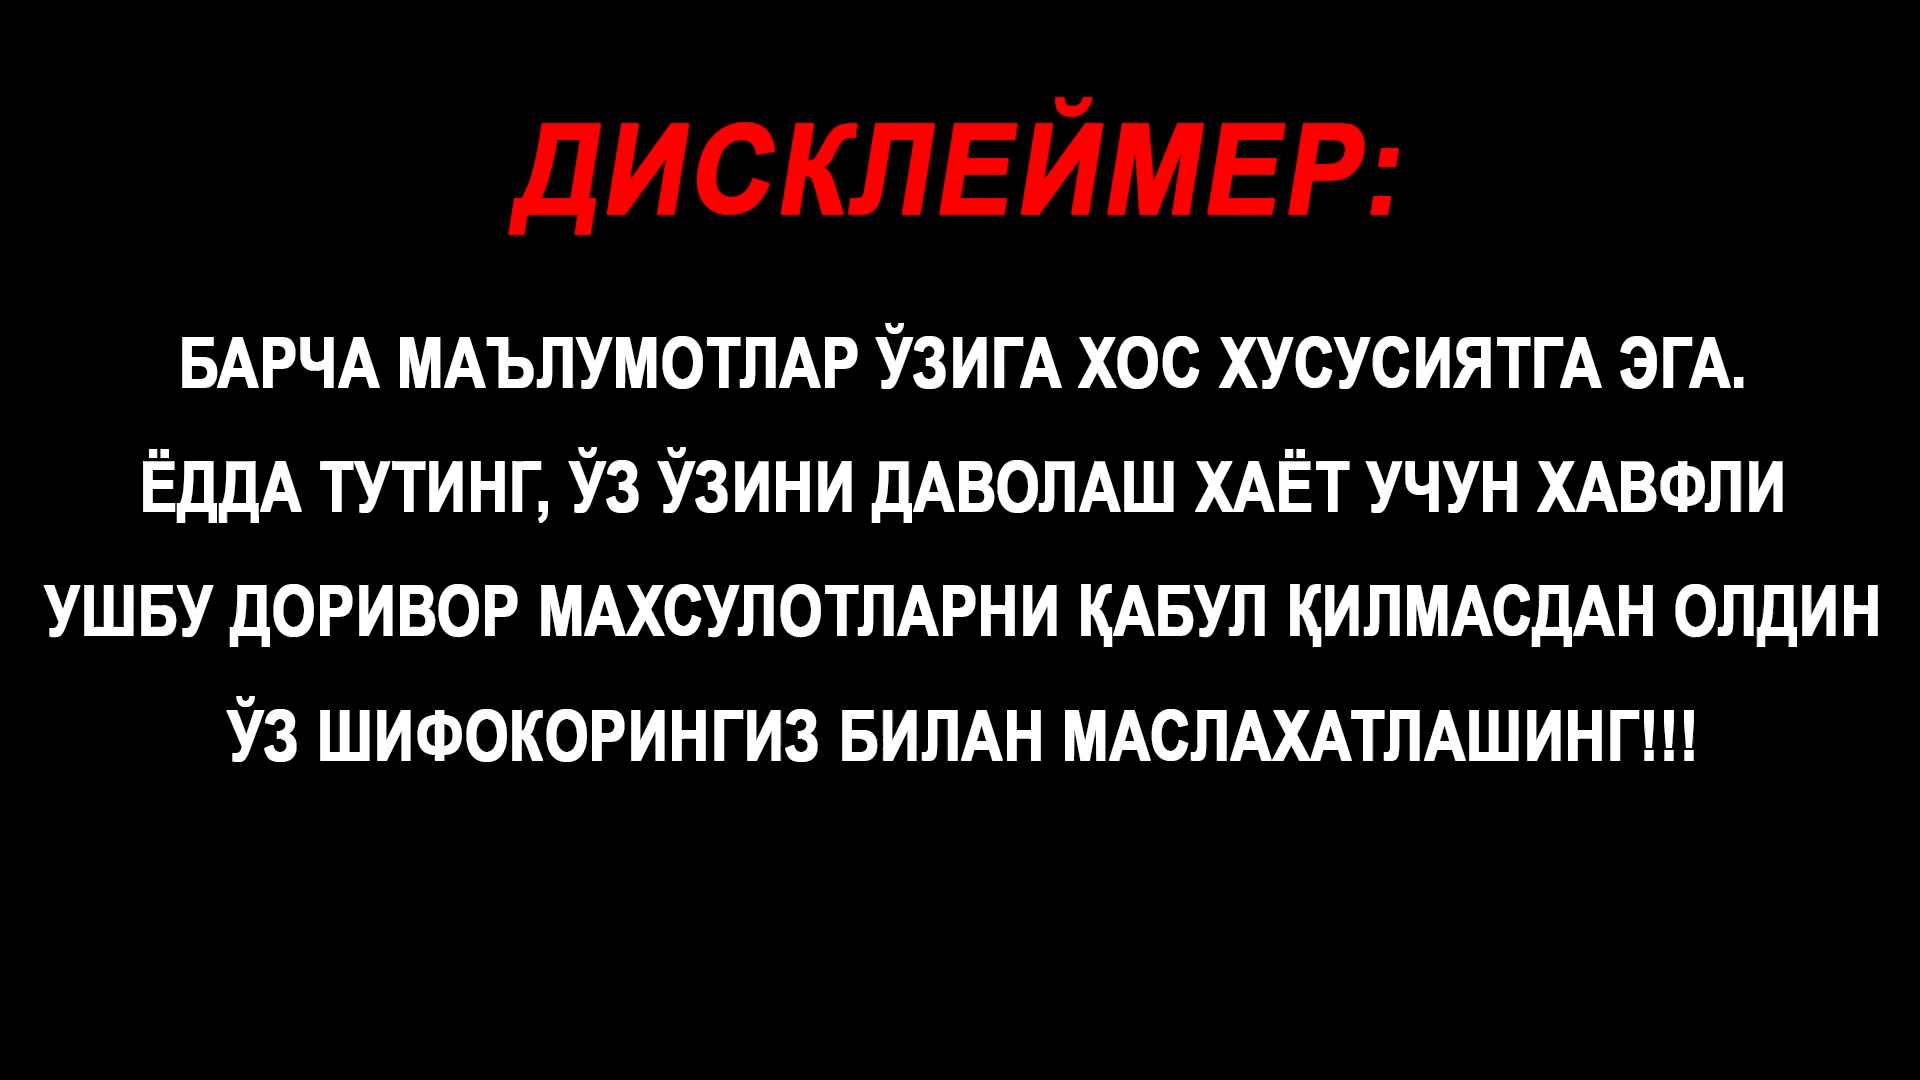 ДИСКЛЕЙМЕР:
БАРЧА МАЪЛУМОТЛАР ЎЗИГА ХОС ХУСУСИЯТГА ЭГА.
ЁДДА ТУТИНГ, ЎЗ ЎЗИНИ ДАВОЛАШ ХАЁТ УЧУН ХАВФЛИ
УШБУ ДОРИВОР МАХСУЛОТЛАРНИ ҚАБУЛ ҚИЛМАСДАН ОЛДИН
ЎЗ ШИФОКОРИНГИЗ БИЛАН МАСЛАХАТЛАШИНГ!!!